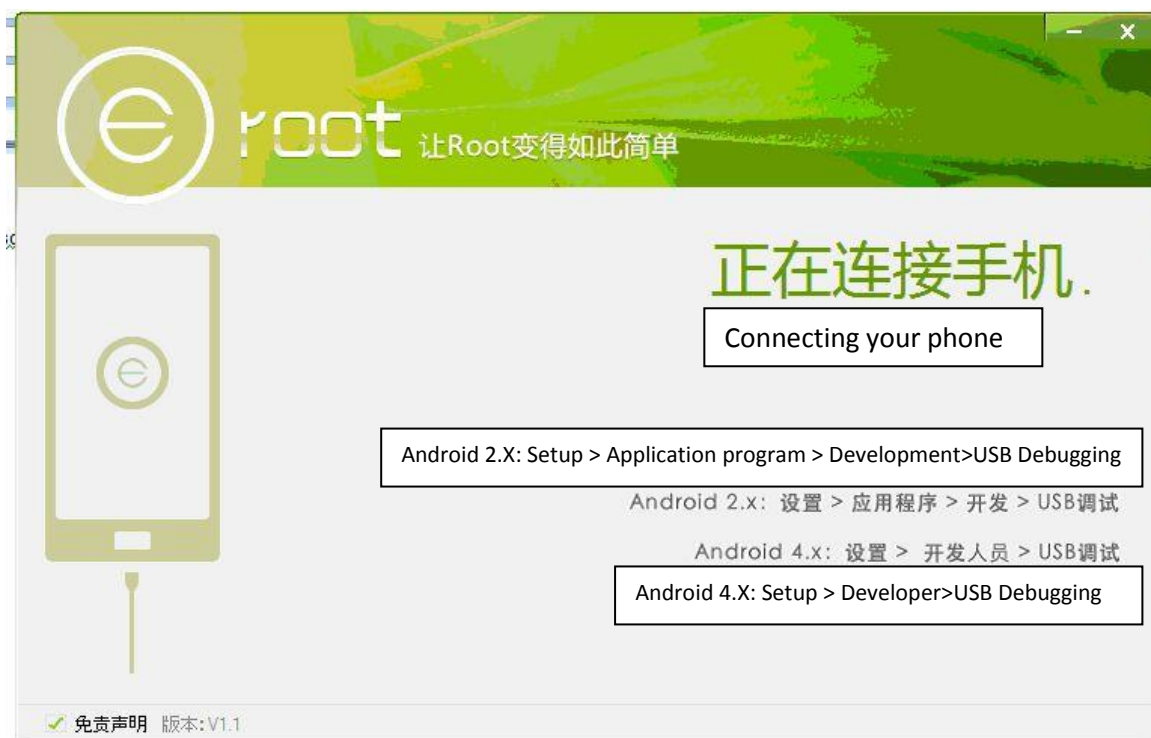 e root 让Root变得如此简单
正在连接手机.
Connecting your phone
Android 2.X: Setup > Application program > Development>USB Debugging
Android 2.x: 设置 > 应用程序 > 开发 > USB调试
Android 4.x: 设置 > 开发人员 > USB调试
Android 4.X: Setup > Developer>USB Debugging
免责声明 版本: V1.1